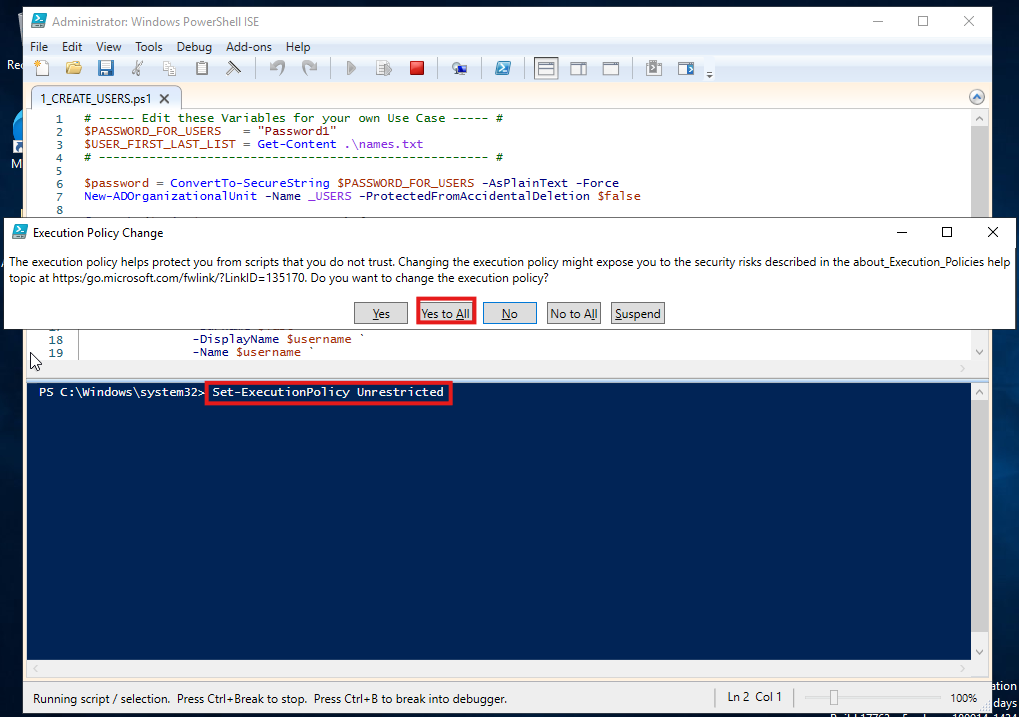 Administrator: Windows PowerShell ISE
File Edit View Tools Debug Add-ons Help
1_CREATE_USERS.ps1
1 # ----- Edit these Variables for your own Use Case ----- #
2 $PASSWORD_FOR_USERS   = "Password1"
3 $USER_FIRST_LAST_LIST = Get-Content .\names.txt
4 # ------------------------------------------------------ #
5
6 $password = ConvertTo-SecureString $PASSWORD_FOR_USERS -AsPlainText -Force
7 New-ADOrganizationalUnit -Name _USERS -ProtectedFromAccidentalDeletion $false
8
Execution Policy Change
The execution policy helps protect you from scripts that you do not trust. Changing the execution policy might expose you to the security risks described in the about_Execution_Policies help
topic at https:/go.microsoft.com/fwlink/?LinkID=135170. Do you want to change the execution policy?
Yes Yes to All No No to All Suspend
18 -DisplayName $username `
19 -Name $username `
PS C:\Windows\system32> Set-ExecutionPolicy Unrestricted
Running script / selection. Press Ctrl+Break to stop. Press Ctrl+B to break into debugger.
Ln 2 Col 1
100%
days